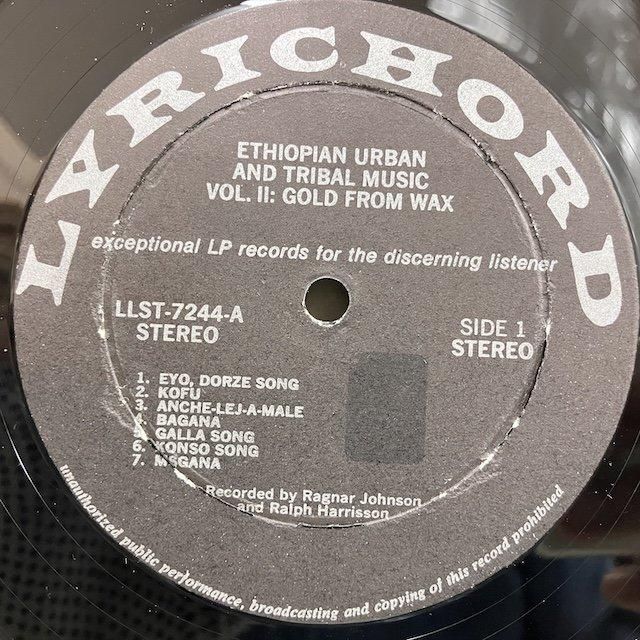 LYRICHORD
ETHIOPIAN URBAN
AND TRIBAL MUSIC
VOL. II: GOLD FROM WAX
exceptional LP records for the discerning listener
LLST-7244-A
STEREO
SIDE 1
STEREO
1. EYO, DORZE SONG
2. KOFU
3. ANCHE-LEJ-A-MALE
BAGANA
5. GALLA SONG
6. KONSO SONG
7. MSGANA
Recorded by Ragnar Johnson
and Ralph Harrisson
unauthorized public performance, broadcasting and copying of this record prohibited